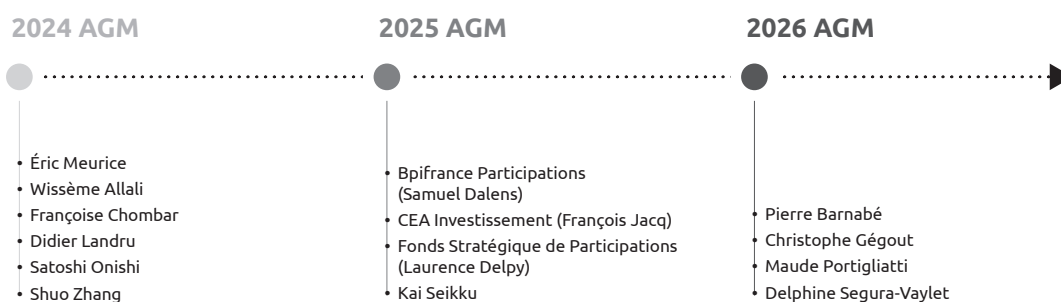 2024 AGM
• Éric Meurice
• Wissème Allali
• Françoise Chombar
• Didier Landru
• Satoshi Onishi
• Shuo Zhang
2025 AGM
• Bpifrance Participations
(Samuel Dalens)
• CEA Investissement (François Jacq)
• Fonds Stratégique de Participations
(Laurence Delpy)
• Kai Seikku
2026 AGM
• Pierre Barnabé
• Christophe Gégout
• Maude Portigliatti
• Delphine Segura-Vaylet